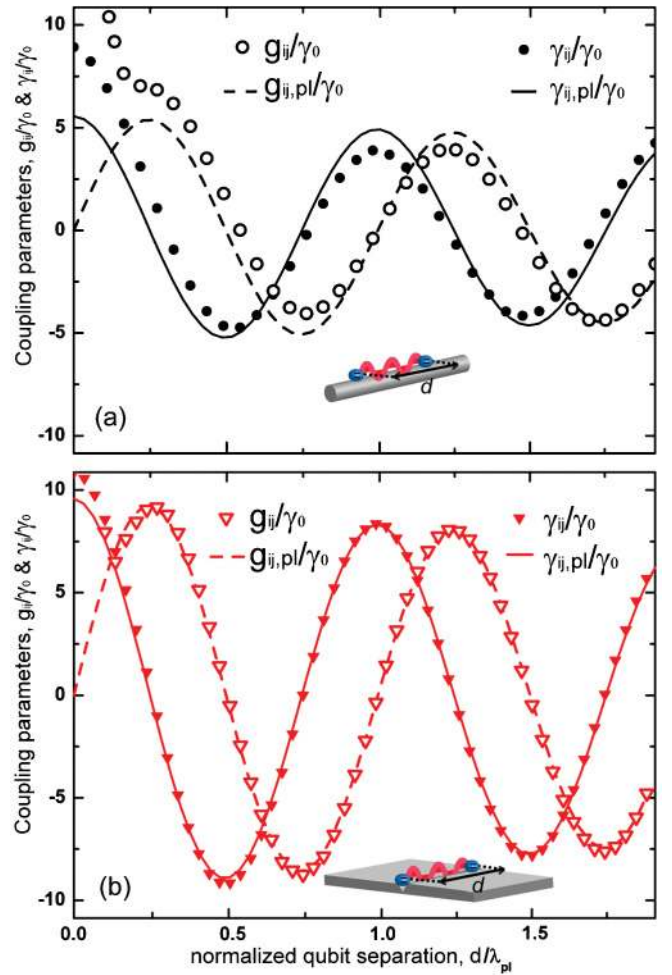 Coupling parameters, gᵢⱼ/γ₀ & γᵢⱼ/γ₀
10
5
0
-5
-10
gᵢⱼ/γ₀ γᵢⱼ/γ₀
gᵢⱼ,pl/γ₀ γᵢⱼ,pl/γ₀
d
(a)
Coupling parameters, gᵢⱼ/γ₀ & γᵢⱼ/γ₀
10
5
0
-5
-10
gᵢⱼ/γ₀ γᵢⱼ/γ₀
gᵢⱼ,pl/γ₀ γᵢⱼ,pl/γ₀
d
(b)
0.0 0.5 1.0 1.5
normalized qubit separation, d/λpl